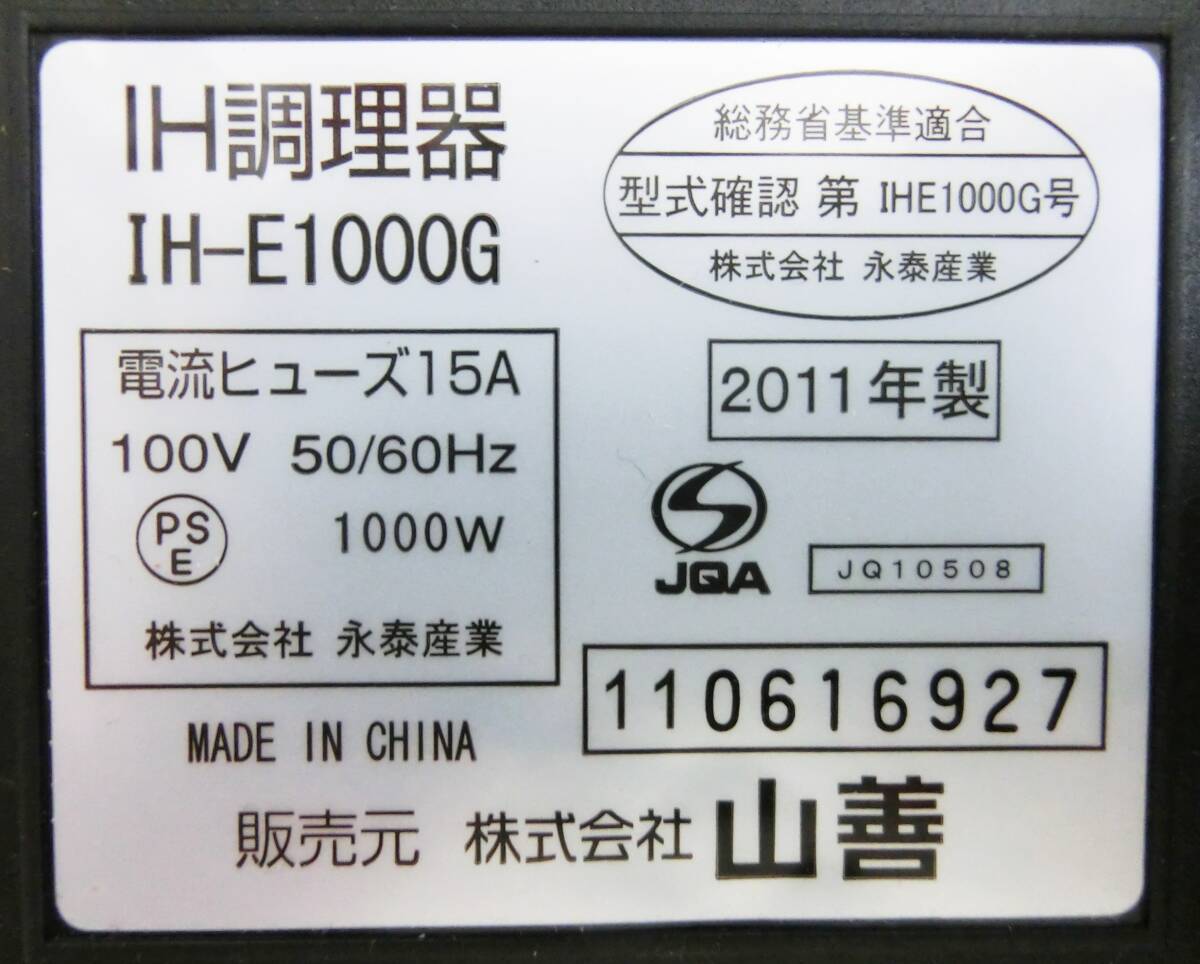 IH調理器
IH-E1000G
総務省基準適合
型式確認 第 IHE1000G号
株式会社 永泰産業
電流ヒューズ15A
100V 50/60Hz
PS
E
1000W
株式会社 永泰産業
2011年製
JQA
JQ10508
110616927
MADE IN CHINA
販売元 株式会社 山善